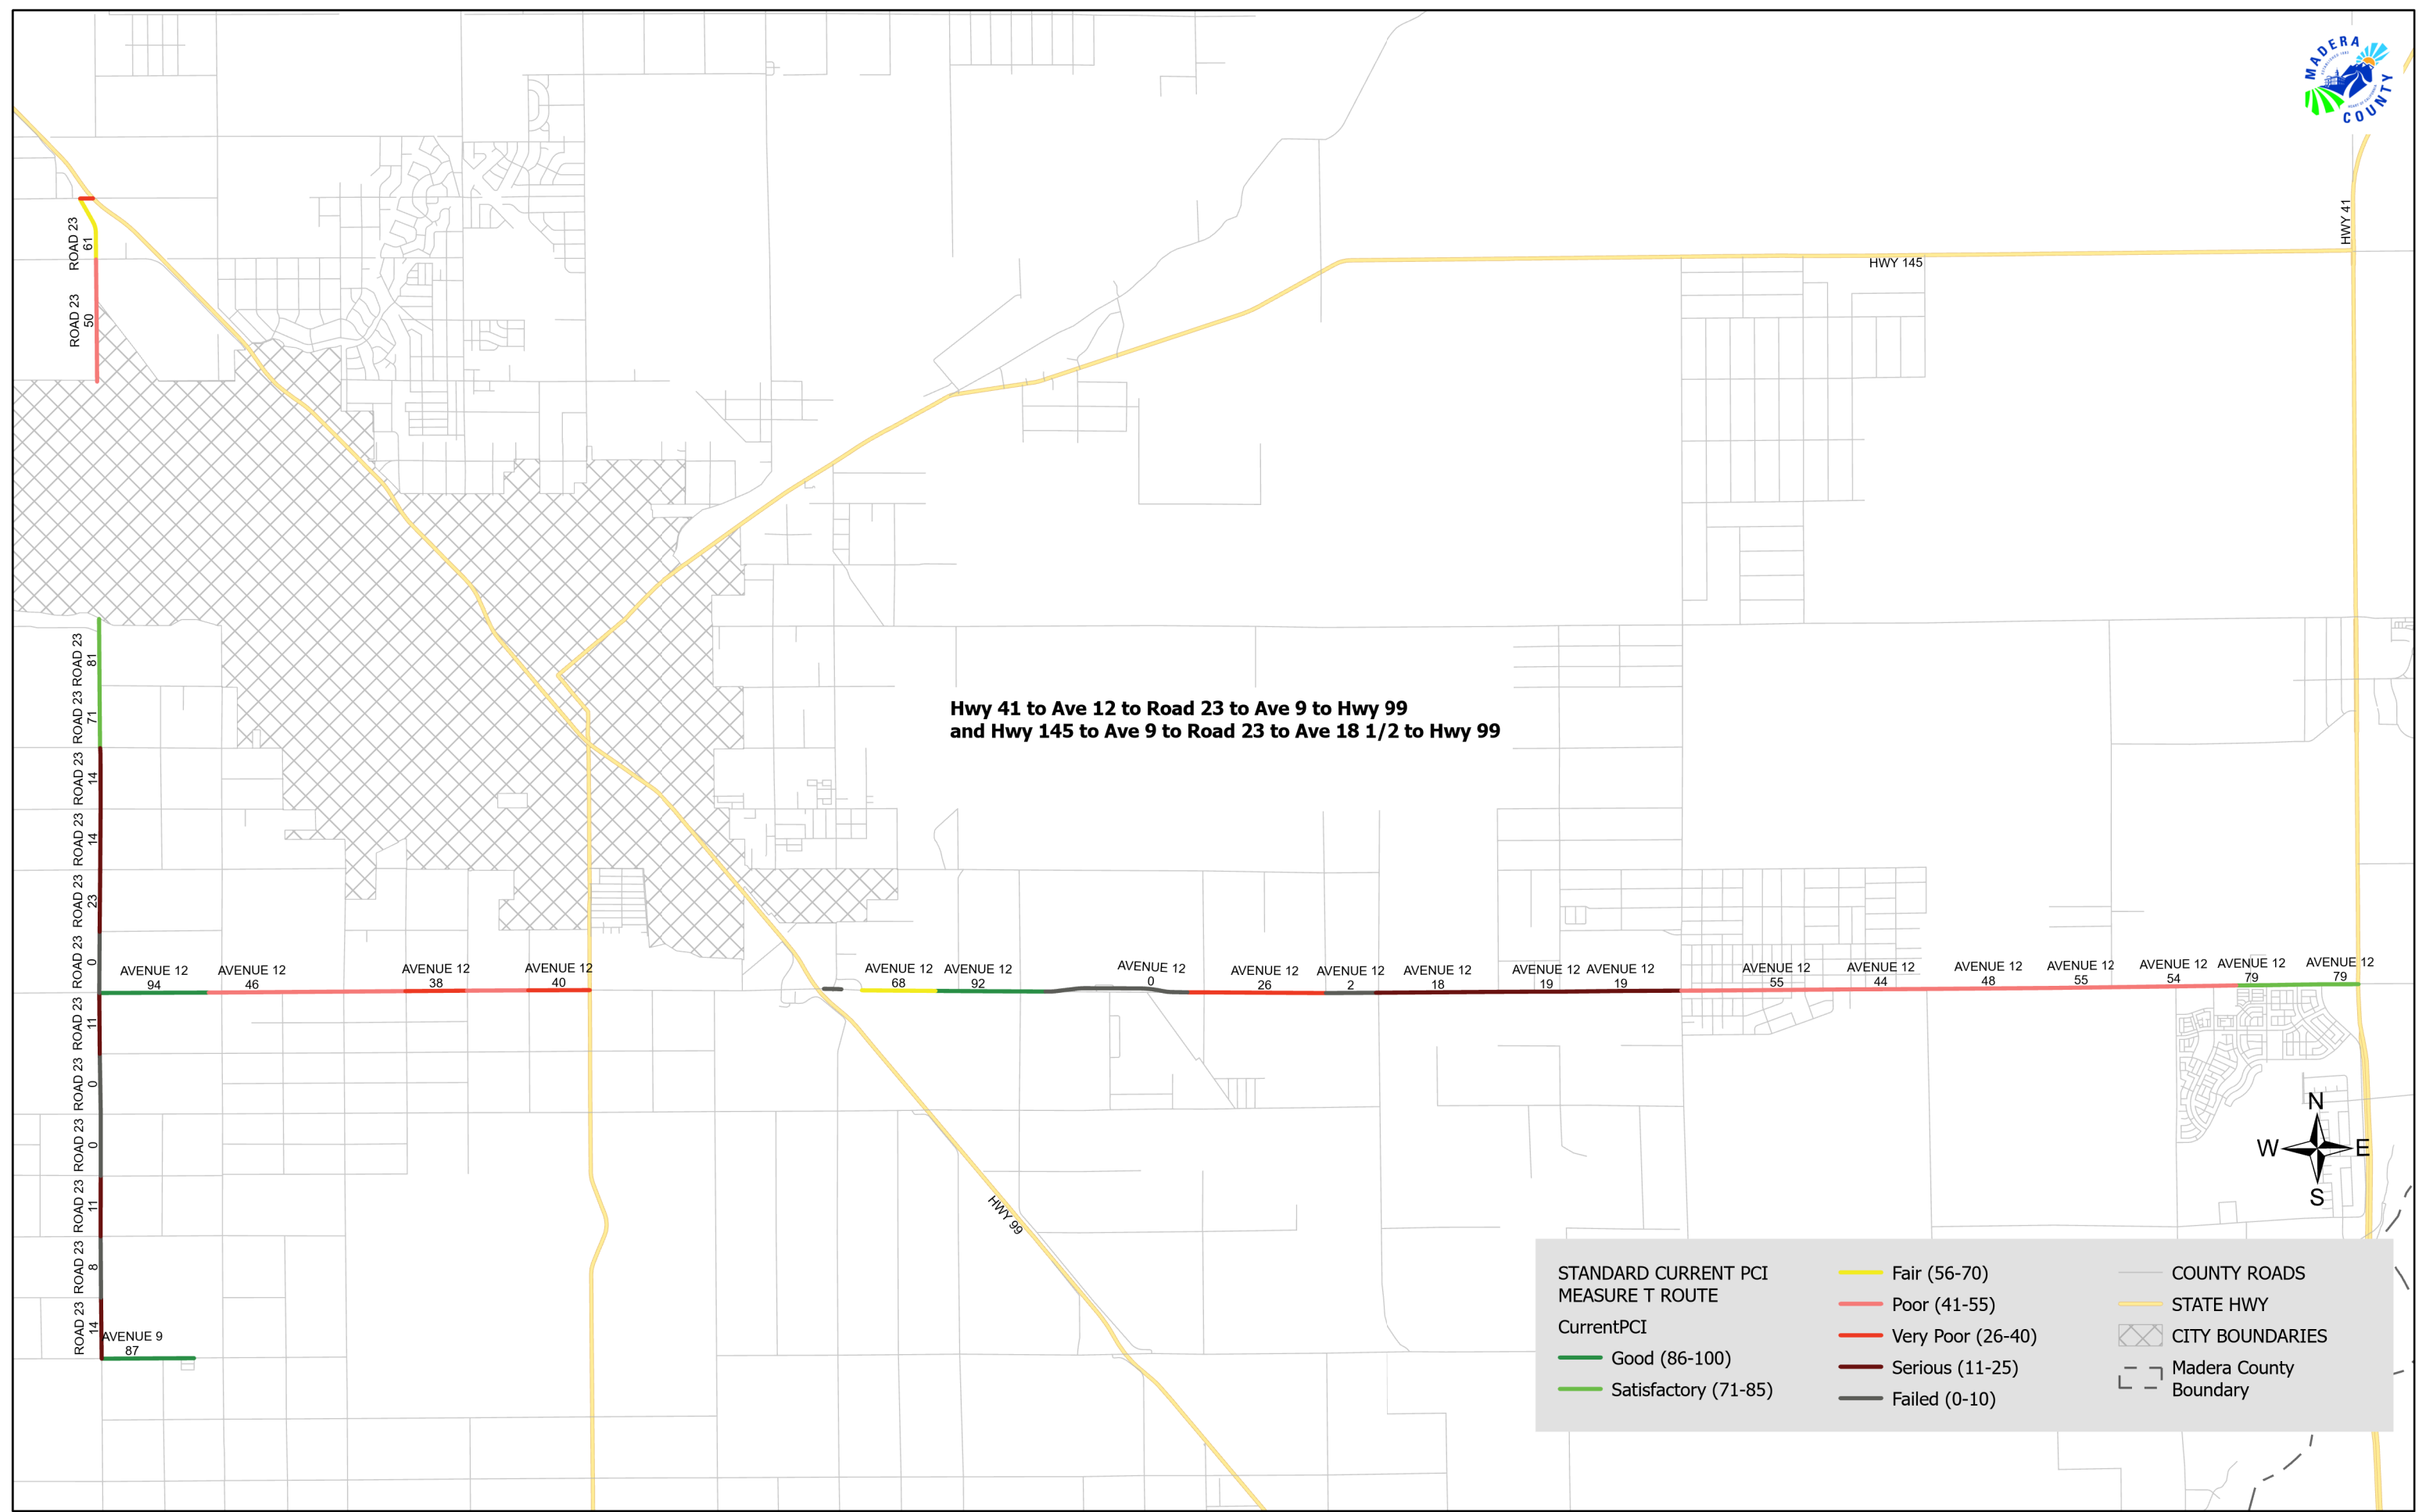 MADERA
COUNTY
HWY 41
HWY 145
ROAD 23
61
ROAD 23
50
Hwy 41 to Ave 12 to Road 23 to Ave 9 to Hwy 99
and Hwy 145 to Ave 9 to Road 23 to Ave 18 1/2 to Hwy 99
ROAD 23
81
ROAD 23
71
ROAD 23
14
ROAD 23
14
ROAD 23
23
ROAD 23
0
AVENUE 12
94
AVENUE 12
46
AVENUE 12
38
AVENUE 12
40
AVENUE 12
68
AVENUE 12
92
AVENUE 12
0
AVENUE 12
26
AVENUE 12
2
AVENUE 12
18
AVENUE 12
19
AVENUE 12
19
AVENUE 12
55
AVENUE 12
44
AVENUE 12
48
AVENUE 12
55
AVENUE 12
54
AVENUE 12
79
AVENUE 12
79
ROAD 23
11
ROAD 23
0
ROAD 23
0
ROAD 23
11
ROAD 23
8
ROAD 23
14
AVENUE 9
87
HWY 99
N
W
E
S
STANDARD CURRENT PCI
MEASURE T ROUTE
CurrentPCI
Good (86-100)
Satisfactory (71-85)
Fair (56-70)
Poor (41-55)
Very Poor (26-40)
Serious (11-25)
Failed (0-10)
COUNTY ROADS
STATE HWY
CITY BOUNDARIES
Madera County
Boundary